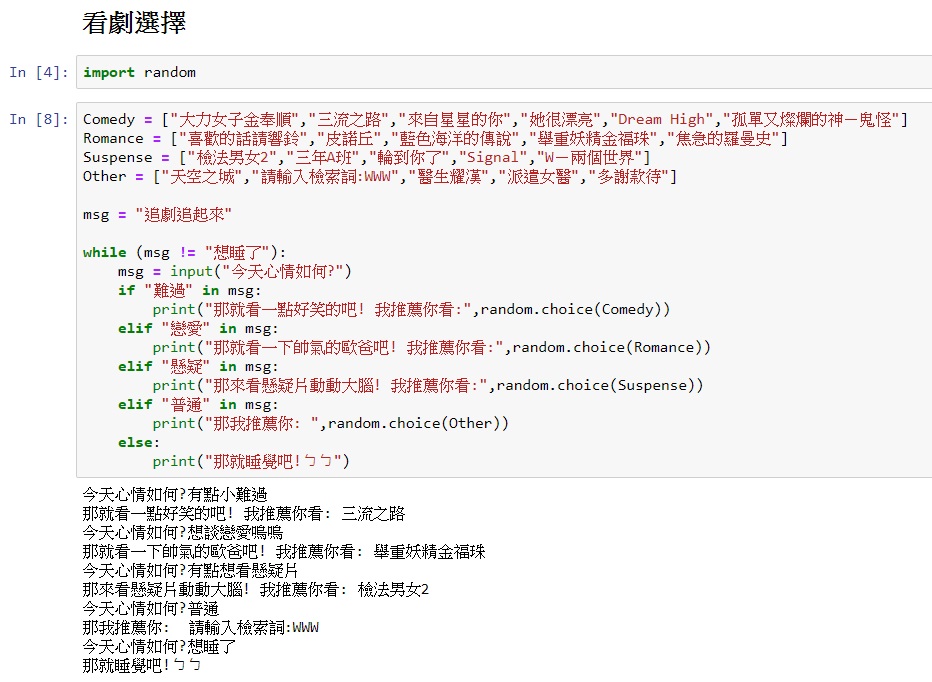 看劇選擇
In [4]: import random
In [8]: Comedy = ["大力女子金奉順","三流之路","來自星星的你","她很漂亮","Dream High","孤單又燦爛的神－鬼怪"]
Romance = ["喜歡的話請響鈴","皮諾丘","藍色海洋的傳說","舉重妖精金福珠","焦急的羅曼史"]
Suspense = ["檢法男女2","三年A班","輪到你了","Signal","W－兩個世界"]
Other = ["天空之城","請輸入檢索詞:WWW","醫生耀漢","派遣女醫","多謝款待"]
msg = "追劇追起來"
while (msg != "想睡了"):
    msg = input("今天心情如何?")
    if "難過" in msg:
        print("那就看一點好笑的吧! 我推薦你看:",random.choice(Comedy))
    elif "戀愛" in msg:
        print("那就看一下帥氣的歐爸吧! 我推薦你看:",random.choice(Romance))
    elif "懸疑" in msg:
        print("那來看懸疑片動動大腦! 我推薦你看:",random.choice(Suspense))
    elif "普通" in msg:
        print("那我推薦你: ",random.choice(Other))
    else:
        print("那就睡覺吧!ㄅㄅ")
今天心情如何?有點小難過
那就看一點好笑的吧! 我推薦你看: 三流之路
今天心情如何?想談戀愛嗚嗚
那就看一下帥氣的歐爸吧! 我推薦你看: 舉重妖精金福珠
今天心情如何?有點想看懸疑片
那來看懸疑片動動大腦! 我推薦你看: 檢法男女2
今天心情如何?普通
那我推薦你:  請輸入檢索詞:WWW
今天心情如何?想睡了
那就睡覺吧!ㄅㄅ